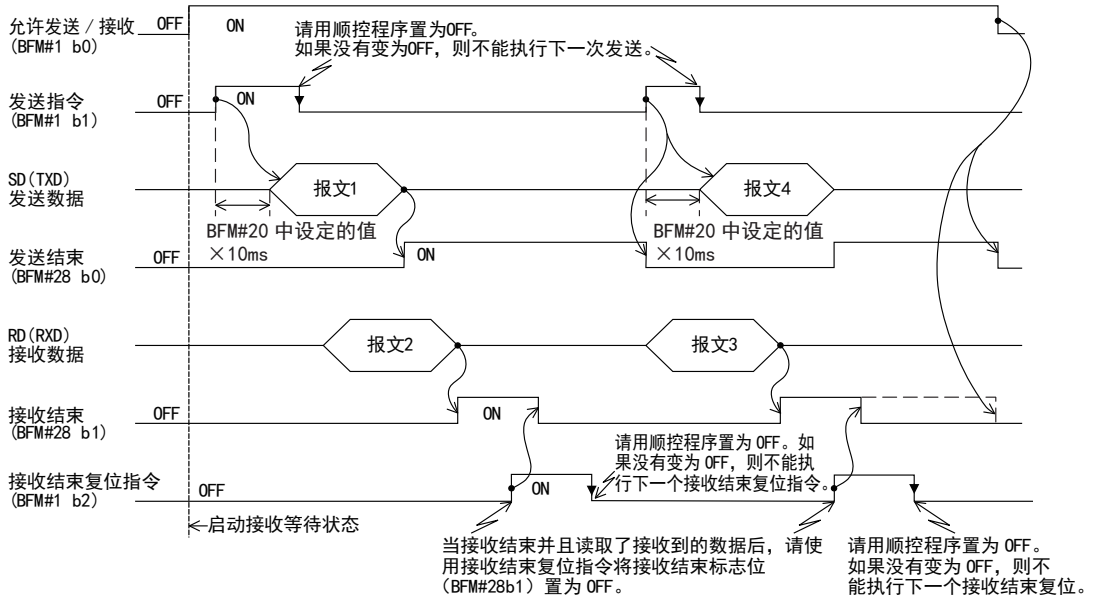 允许发送 / 接收
(BFM#1 b0)
OFF
ON
请用顺控程序置为OFF。
如果没有变为OFF，则不能执行下一次发送。
发送指令
(BFM#1 b1)
OFF
ON
SD(TXD)
发送数据
报文1
报文4
BFM#20 中设定的值
×10ms
BFM#20 中设定的值
×10ms
发送结束
(BFM#28 b0)
OFF
ON
RD(RXD)
接收数据
报文2
报文3
接收结束
(BFM#28 b1)
OFF
ON
请用顺控程序置为 OFF。如
果没有变为 OFF，则不能执
行下一个接收结束复位指令。
接收结束复位指令
(BFM#1 b2)
OFF
ON
启动接收等待状态
当接收结束并且读取了接收到的数据后，请使
用接收结束复位指令将接收结束标志位
（BFM#28b1）置为 OFF。
请用顺控程序置为 OFF。
如果没有变为 OFF，则不
能执行下一个接收结束复位。